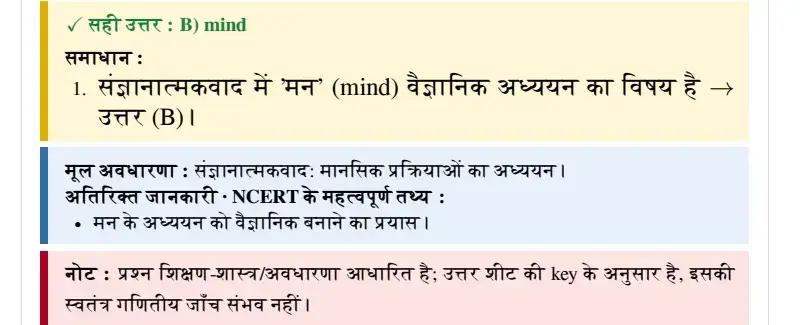 ✓ सही उत्तर : B) mind
समाधान :
1. संज्ञानात्मकवाद में ’मन’ (mind) वैज्ञानिक अध्ययन का विषय है →
उत्तर (B)।
मूल अवधारणा : संज्ञानात्मकवाद: मानसिक प्रक्रियाओं का अध्ययन।
अतिरिक्त जानकारी · NCERT के महत्वपूर्ण तथ्य :
• मन के अध्ययन को वैज्ञानिक बनाने का प्रयास।
नोट : प्रश्न शिक्षण-शास्त्र/अवधारणा आधारित है; उत्तर शीट की key के अनुसार है, इसकी
स्वतंत्र गणितीय जाँच संभव नहीं।